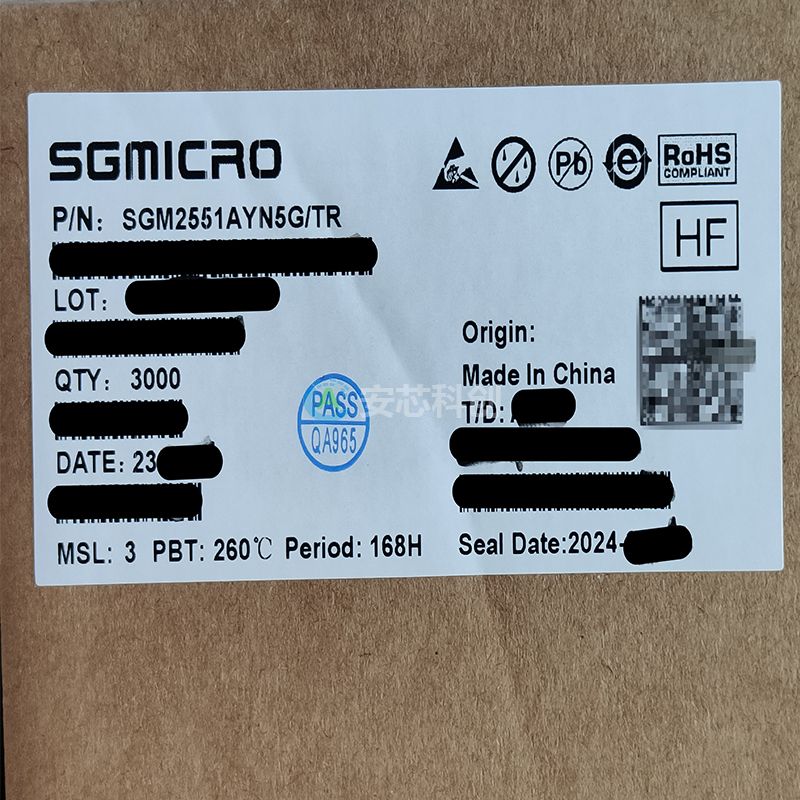 SGMICRO
P/N: SGM2551AYN5G/TR
LOT:
QTY: 3000
DATE: 23
MSL: 3 PBT: 260℃ Period: 168H
PASS
QA965
安芯科创
Pb
e
RoHS
COMPLIANT
HF
Origin:
Made In China
T/D:
Seal Date:2024-